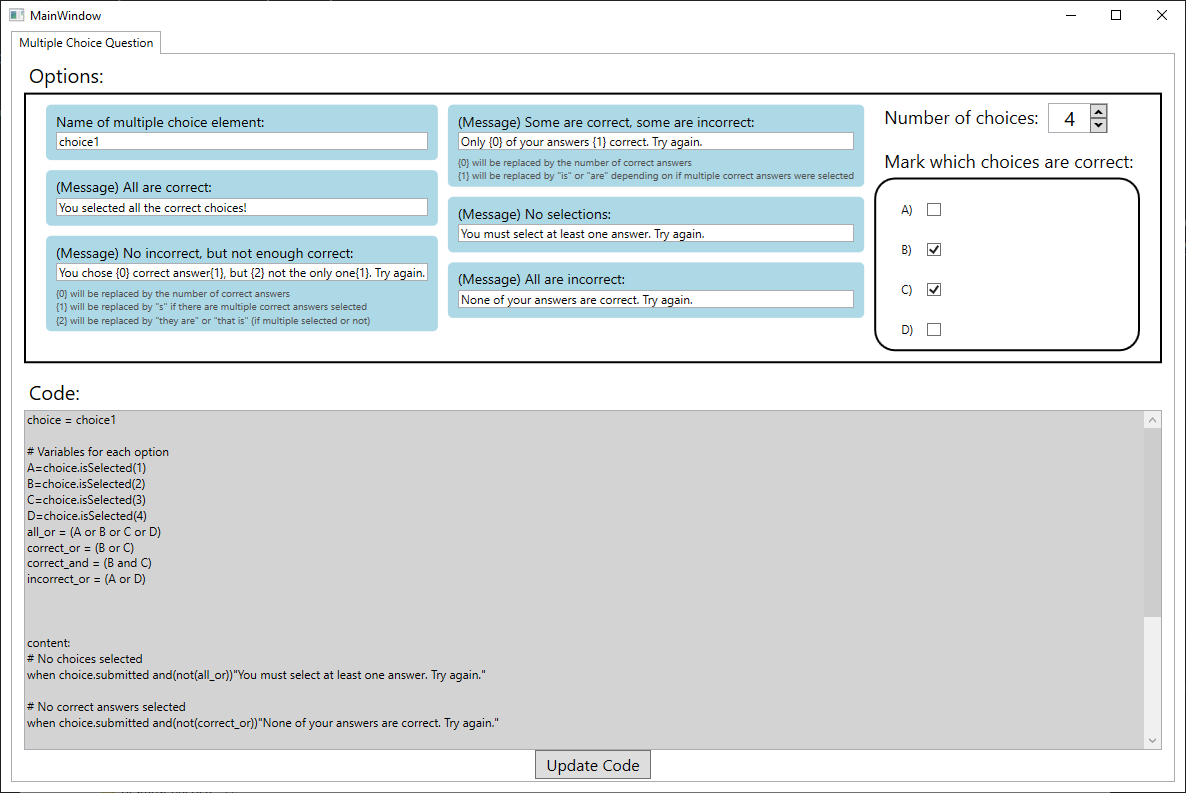 MainWindow
Multiple Choice Question
Options:
Name of multiple choice element:
choice1
(Message) All are correct:
You selected all the correct choices!
(Message) No incorrect, but not enough correct:
You chose {0} correct answer{1}, but {2} not the only one{1}. Try again.
{0} will be replaced by the number of correct answers
{1} will be replaced by "s" if there are multiple correct answers selected
{2} will be replaced by "they are" or "that is" (if multiple selected or not)
(Message) Some are correct, some are incorrect:
Only {0} of your answers {1} correct. Try again.
{0} will be replaced by the number of correct answers
{1} will be replaced by "is" or "are" depending on if multiple correct answers were selected
(Message) No selections:
You must select at least one answer. Try again.
(Message) All are incorrect:
None of your answers are correct. Try again.
Number of choices: 4
Mark which choices are correct:
A)
B)
C)
D)
Code:
choice = choice1
# Variables for each option
A=choice.isSelected(1)
B=choice.isSelected(2)
C=choice.isSelected(3)
D=choice.isSelected(4)
all_or = (A or B or C or D)
correct_or = (B or C)
correct_and = (B and C)
incorrect_or = (A or D)
content:
# No choices selected
when choice.submitted and(not(all_or))"You must select at least one answer. Try again."
# No correct answers selected
when choice.submitted and(not(correct_or))"None of your answers are correct. Try again."
Update Code